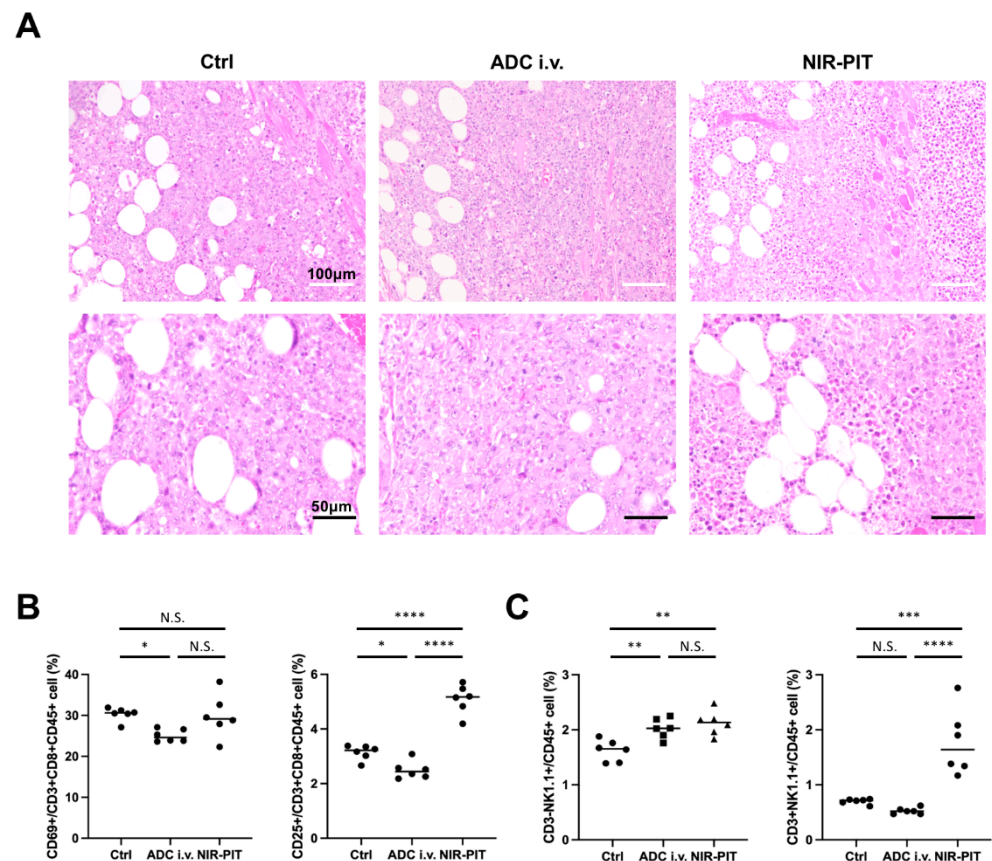 A
Ctrl
ADC i.v.
NIR-PIT
100μm
50μm
B
N.S.
*
N.S.
CD69+/CD3+CD8+CD45+ cell (%)
40
30
20
10
0
Ctrl ADC i.v. NIR-PIT
****
*
****
CD25+/CD3+CD8+CD45+ cell (%)
6
4
2
0
Ctrl ADC i.v. NIR-PIT
C
**
**
N.S.
CD3-NK1.1+/CD45+ cell (%)
3
2
1
0
Ctrl ADC i.v. NIR-PIT
***
N.S.
****
CD3+NK1.1+/CD45+ cell (%)
3
2
1
0
Ctrl ADC i.v. NIR-PIT